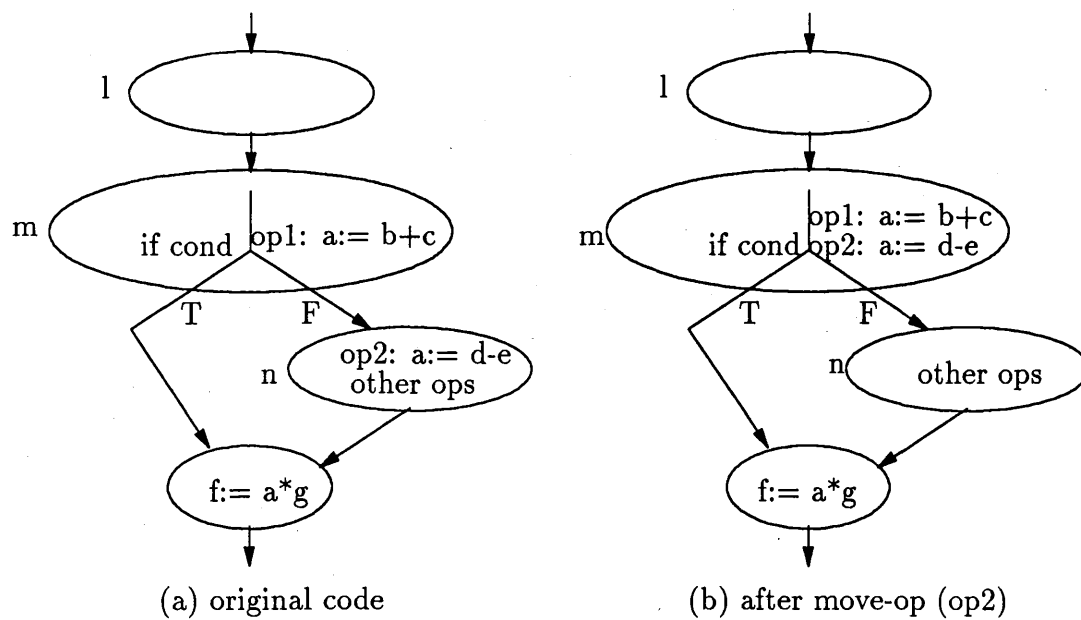 l
m
if cond
op1: a:= b+c
T
F
n
op2: a:= d-e
other ops
f:= a*g
(a) original code
l
m
op1: a:= b+c
if cond
op2: a:= d-e
T
F
n
other ops
f:= a*g
(b) after move-op (op2)